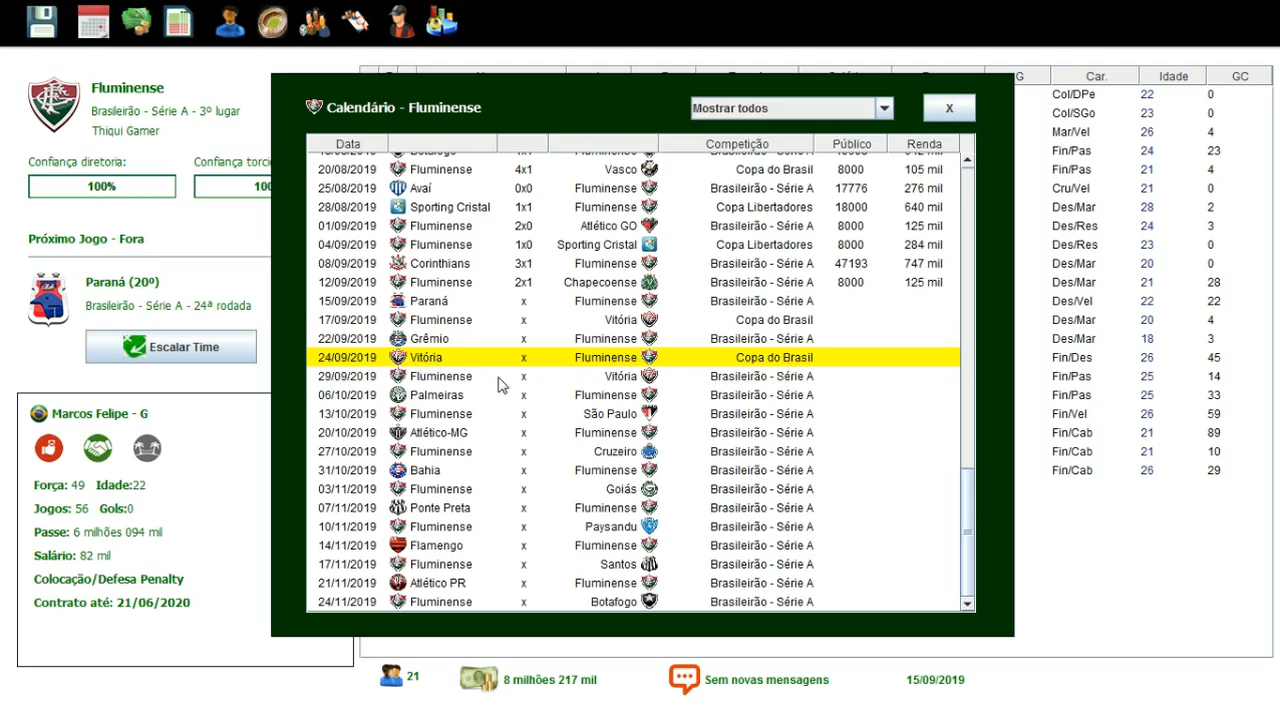 Fluminense
Brasileirão - Série A - 3º lugar
Thiqui Gamer
Confiança diretoria:
Confiança torci
100%
100
Próximo Jogo - Fora
Paraná (20º)
Brasileirão - Série A - 24ª rodada
Escalar Time
Marcos Felipe - G
Força: 49 Idade:22
Jogos: 56 Gols:0
Passe: 6 milhões 094 mil
Salário: 82 mil
Colocação/Defesa Penalty
Contrato até: 21/06/2020
Calendário - Fluminense
Mostrar todos
X
Data Competição Público Renda
20/08/2019 Fluminense 4x1 Vasco Copa do Brasil 8000 105 mil
25/08/2019 Avaí 0x0 Fluminense Brasileirão - Série A 17776 276 mil
28/08/2019 Sporting Cristal 1x1 Fluminense Copa Libertadores 18000 640 mil
01/09/2019 Fluminense 2x0 Atlético GO Brasileirão - Série A 8000 125 mil
04/09/2019 Fluminense 1x0 Sporting Cristal Copa Libertadores 8000 284 mil
08/09/2019 Corinthians 3x1 Fluminense Brasileirão - Série A 47193 747 mil
12/09/2019 Fluminense 2x1 Chapecoense Brasileirão - Série A 8000 125 mil
15/09/2019 Paraná x Fluminense Brasileirão - Série A
17/09/2019 Fluminense x Vitória Copa do Brasil
22/09/2019 Grêmio x Fluminense Brasileirão - Série A
24/09/2019 Vitória x Fluminense Copa do Brasil
29/09/2019 Fluminense x Vitória Brasileirão - Série A
06/10/2019 Palmeiras x Fluminense Brasileirão - Série A
13/10/2019 Fluminense x São Paulo Brasileirão - Série A
20/10/2019 Atlético-MG x Fluminense Brasileirão - Série A
27/10/2019 Fluminense x Cruzeiro Brasileirão - Série A
31/10/2019 Bahia x Fluminense Brasileirão - Série A
03/11/2019 Fluminense x Goiás Brasileirão - Série A
07/11/2019 Ponte Preta x Fluminense Brasileirão - Série A
10/11/2019 Fluminense x Paysandu Brasileirão - Série A
14/11/2019 Flamengo x Fluminense Brasileirão - Série A
17/11/2019 Fluminense x Santos Brasileirão - Série A
21/11/2019 Atlético PR x Fluminense Brasileirão - Série A
24/11/2019 Fluminense x Botafogo Brasileirão - Série A
G Car. Idade GC
Col/DPe 22 0
Col/SGo 23 0
Mar/Vel 26 4
Fin/Pas 24 23
Fin/Pas 21 4
Cru/Vel 21 0
Des/Mar 28 2
Des/Res 24 3
Des/Res 23 0
Des/Mar 20 0
Des/Mar 21 28
Des/Vel 22 22
Des/Mar 20 4
Des/Mar 18 3
Fin/Des 26 45
Fin/Pas 25 14
Fin/Pas 25 33
Fin/Vel 26 59
Fin/Cab 21 89
Fin/Cab 21 10
Fin/Cab 26 29
21
8 milhões 217 mil
Sem novas mensagens
15/09/2019